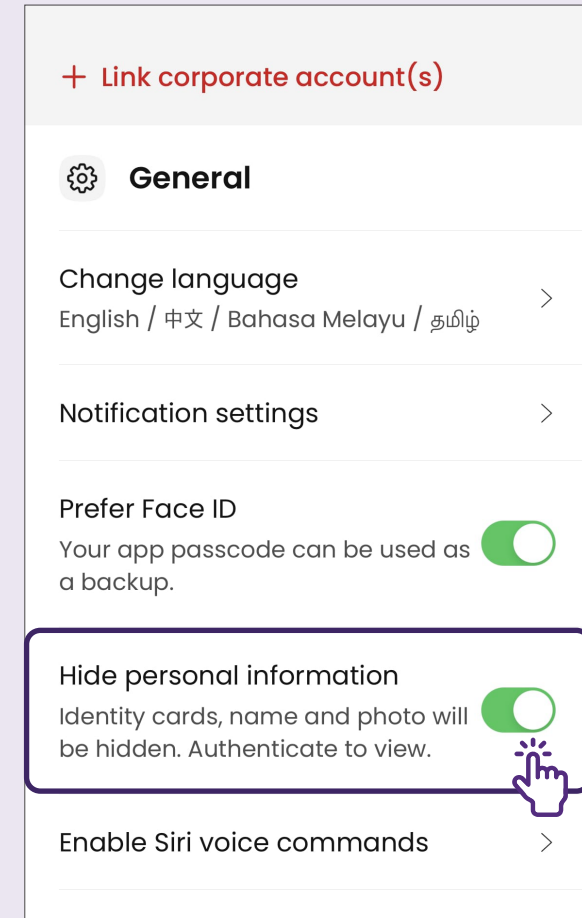 + Link corporate account(s)
General
Change language
English / 中文 / Bahasa Melayu / தமிழ்
Notification settings
Prefer Face ID
Your app passcode can be used as
a backup.
Hide personal information
Identity cards, name and photo will
be hidden. Authenticate to view.
Enable Siri voice commands